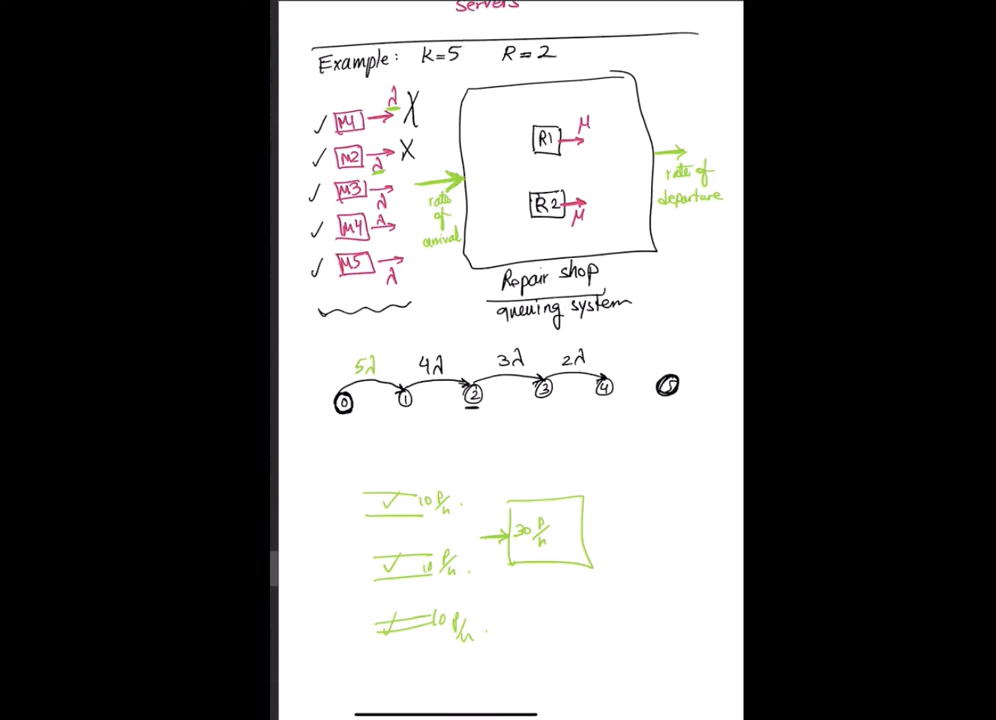 Servers
Example: K=5 R=2
M1 λ X
M2 λ X
M3 λ
M4 λ
M5 λ
R1 μ
R2 μ
rate of arrival
rate of departure
Repair shop
queuing system
5λ 4λ 3λ 2λ
0 1 2 3 4 5
10 P/h.
10 P/h.
10 P/h.
30 P/h